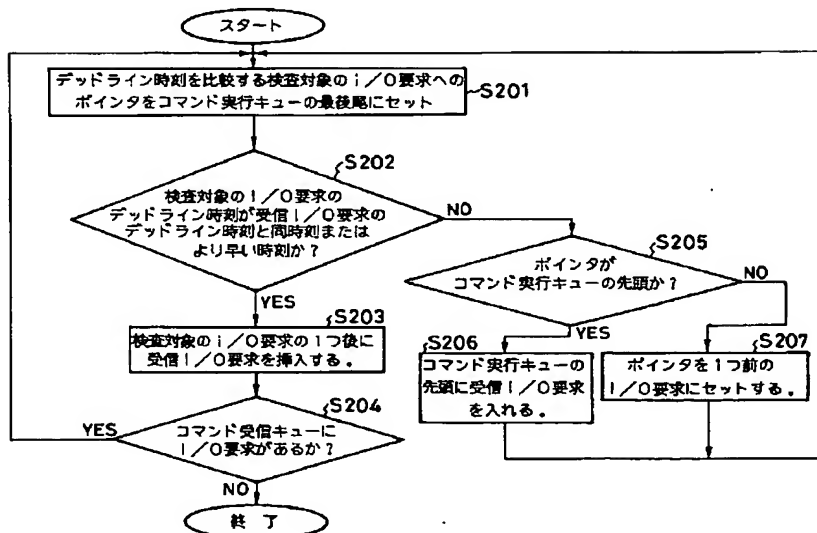 スタート
デッドライン時刻を比較する検査対象のi/O要求への
ポインタをコマンド実行キューの最後尾にセット
S201
S202
検査対象のI/O要求の
デッドライン時刻が受信I/O要求の
デッドライン時刻と同時刻または
より早い時刻か?
NO
YES
S205
ポインタが
コマンド実行キューの先頭か?
NO
YES
S203
検査対象のi/O要求の1つ後に
受信I/O要求を挿入する。
S206
コマンド実行キューの
先頭に受信i/O要求
を入れる。
S207
ポインタを1つ前の
I/O要求にセットする。
S204
コマンド受信キューに
I/O要求があるか?
YES
NO
終了